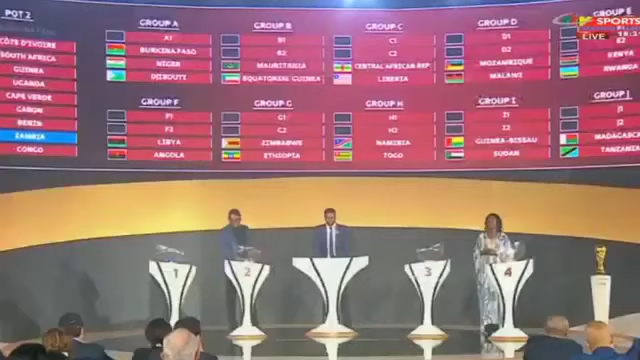 POT 2
CÔTE D'IVOIRE
SOUTH AFRICA
GUINEA
UGANDA
CAPE VERDE
GABON
BENIN
ZAMBIA
CONGO
GROUP A
A1
BURKINA FASO
NIGER
DJIBOUTI
GROUP B
B1
B2
MAURITANIA
EQUATORIAL GUINEA
GROUP C
C1
C2
CENTRAL AFRICAN REP.
LIBERIA
GROUP D
D1
D2
MOZAMBIQUE
MALAWI
E2
KENYA
RWANDA
GROUP F
F1
F2
LIBYA
ANGOLA
GROUP G
G1
G2
ZIMBABWE
ETHIOPIA
GROUP H
H1
H2
NAMIBIA
TOGO
GROUP I
I1
I2
GUINEA-BISSAU
SUDAN
GROUP J
J1
J2
MADAGASCAR
TANZANIA
SPORTS
LIVE
1
2
3
4